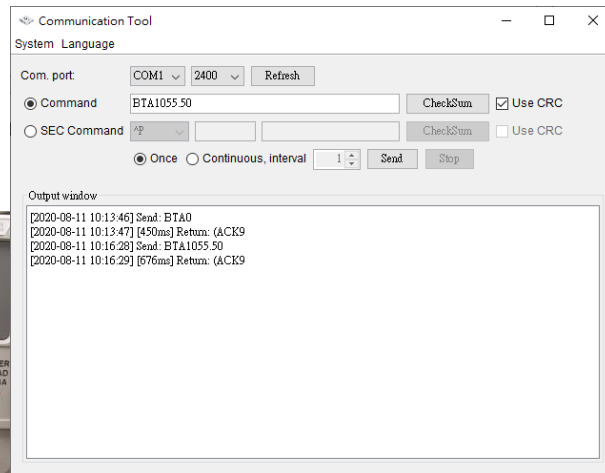 Communication Tool
System Language
Com. port: COM1 2400 Refresh
Command BTA1055.50 CheckSum Use CRC
SEC Command ^P CheckSum Use CRC
Once Continuous, interval 1 Send Stop
Output window
[2020-08-11 10:13:46] Send: BTA0
[2020-08-11 10:13:47] [450ms] Return: (ACK9
[2020-08-11 10:16:28] Send: BTA1055.50
[2020-08-11 10:16:29] [676ms] Return: (ACK9